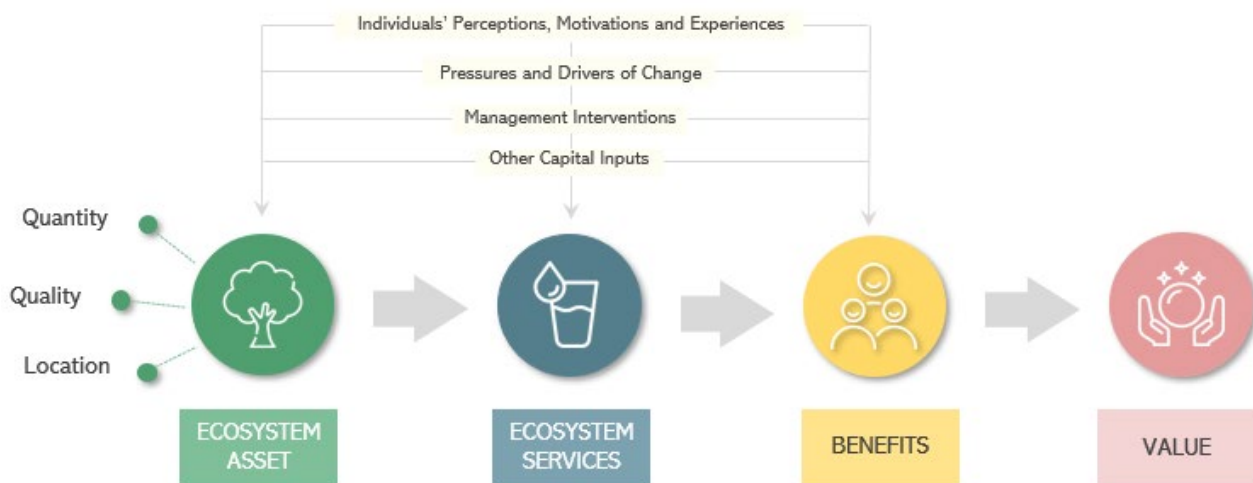 Individuals’ Perceptions, Motivations and Experiences
Pressures and Drivers of Change
Management Interventions
Other Capital Inputs
Quantity
Quality
Location
ECOSYSTEM
ASSET
ECOSYSTEM
SERVICES
BENEFITS
VALUE